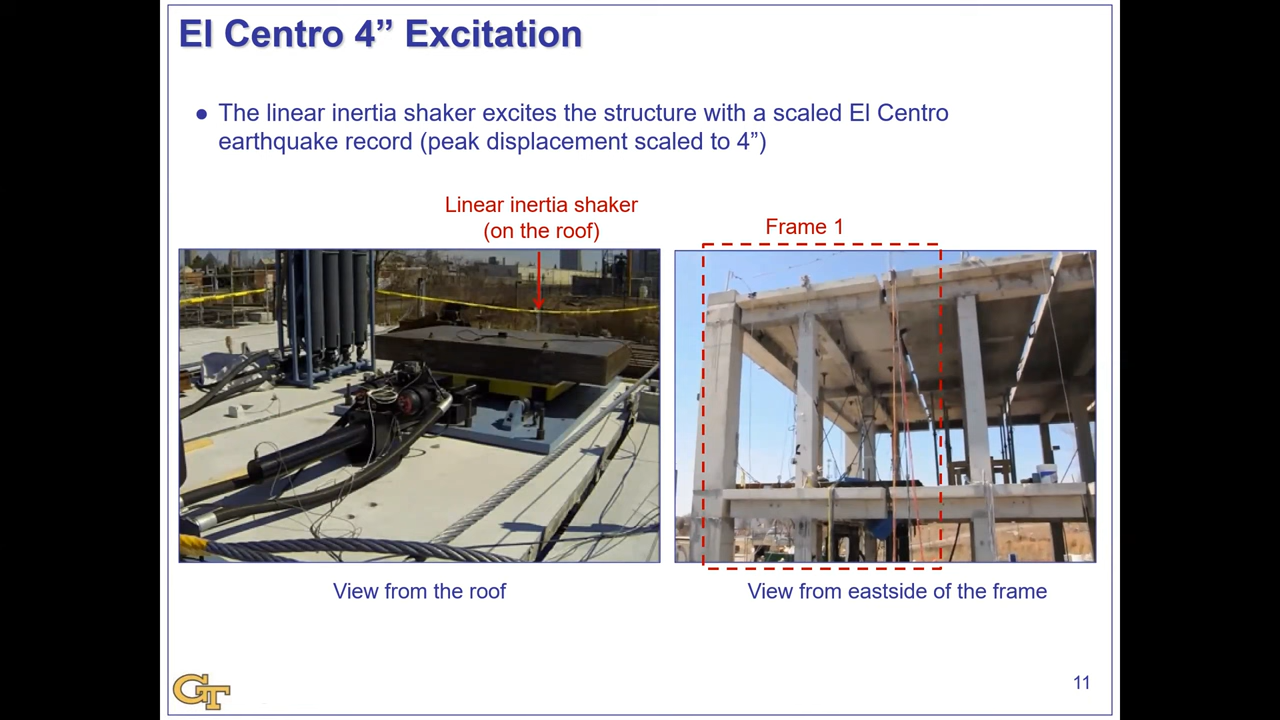 El Centro 4” Excitation
● The linear inertia shaker excites the structure with a scaled El Centro
earthquake record (peak displacement scaled to 4”)
Linear inertia shaker
(on the roof)
Frame 1
View from the roof
View from eastside of the frame
GT
11